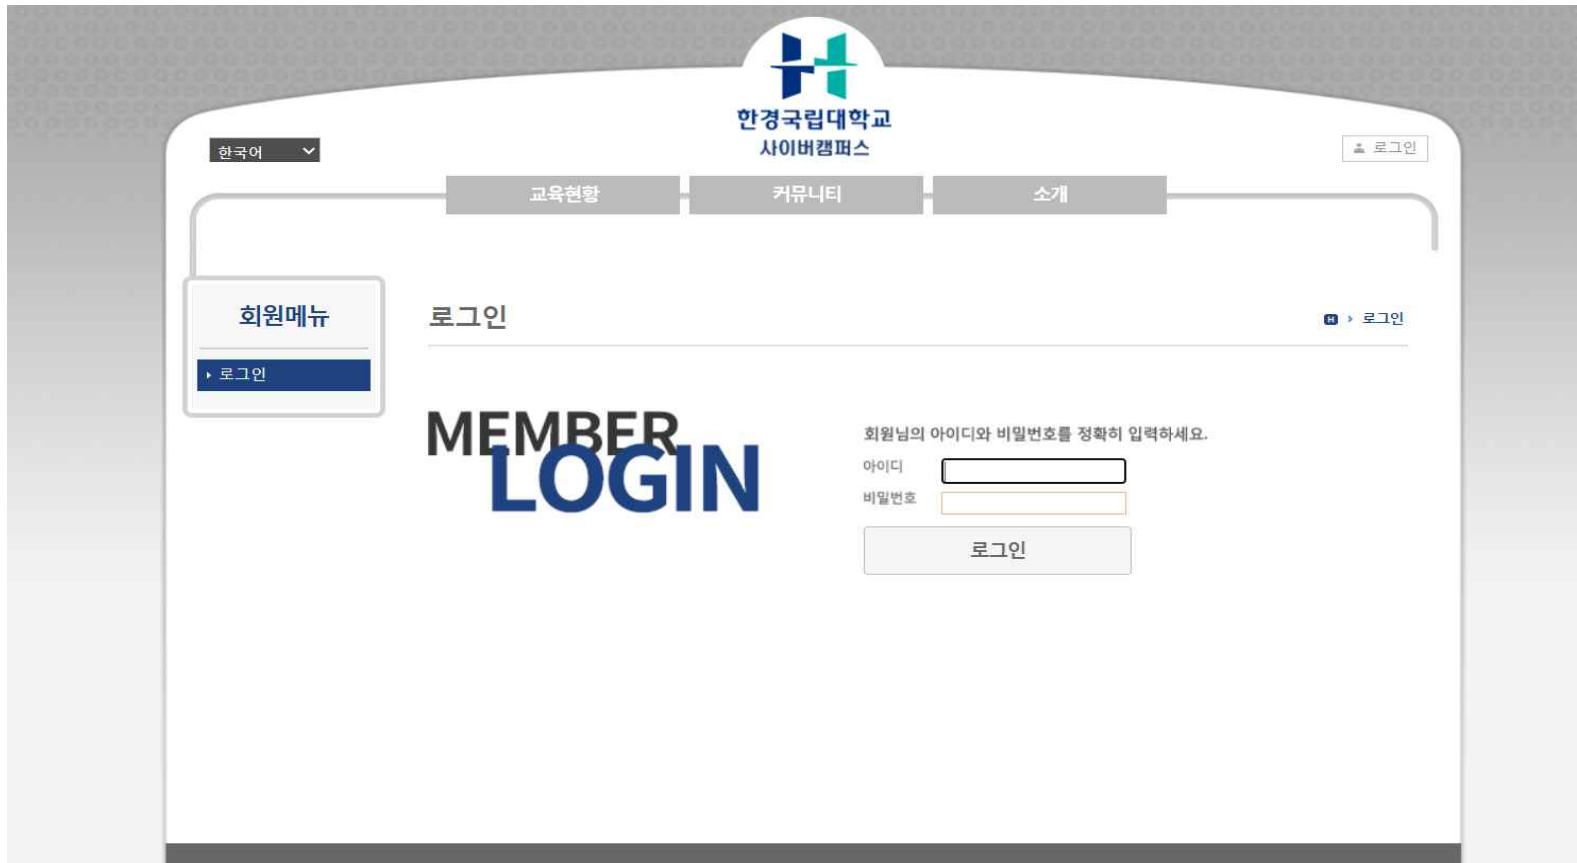 한경국립대학교
사이버캠퍼스
한국어
로그인
교육현황
커뮤니티
소개
회원메뉴
로그인
로그인
H › 로그인
MEMBER
LOGIN
회원님의 아이디와 비밀번호를 정확히 입력하세요.
아이디
비밀번호
로그인